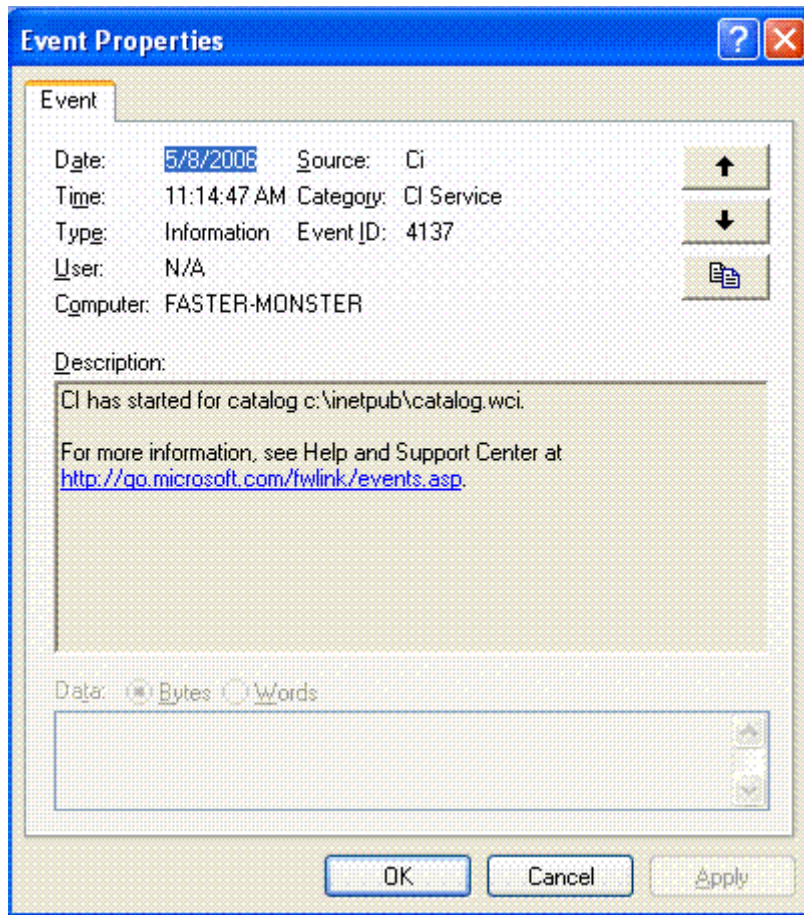 Event Properties
Event
Date: 5/8/2006 Source: Ci
Time: 11:14:47 AM Category: CI Service
Type: Information Event ID: 4137
User: N/A
Computer: FASTER-MONSTER
Description:
CI has started for catalog c:\inetpub\catalog.wci.
For more information, see Help and Support Center at
http://go.microsoft.com/fwlink/events.asp.
Data: Bytes Words
OK Cancel Apply